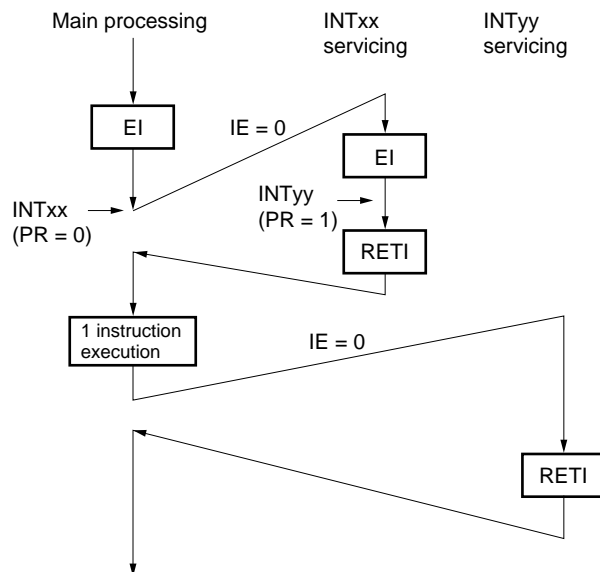 Main processing
INTxx
servicing
INTyy
servicing
EI
IE = 0
EI
INTxx
(PR = 0)
INTyy
(PR = 1)
RETI
1 instruction
execution
IE = 0
RETI